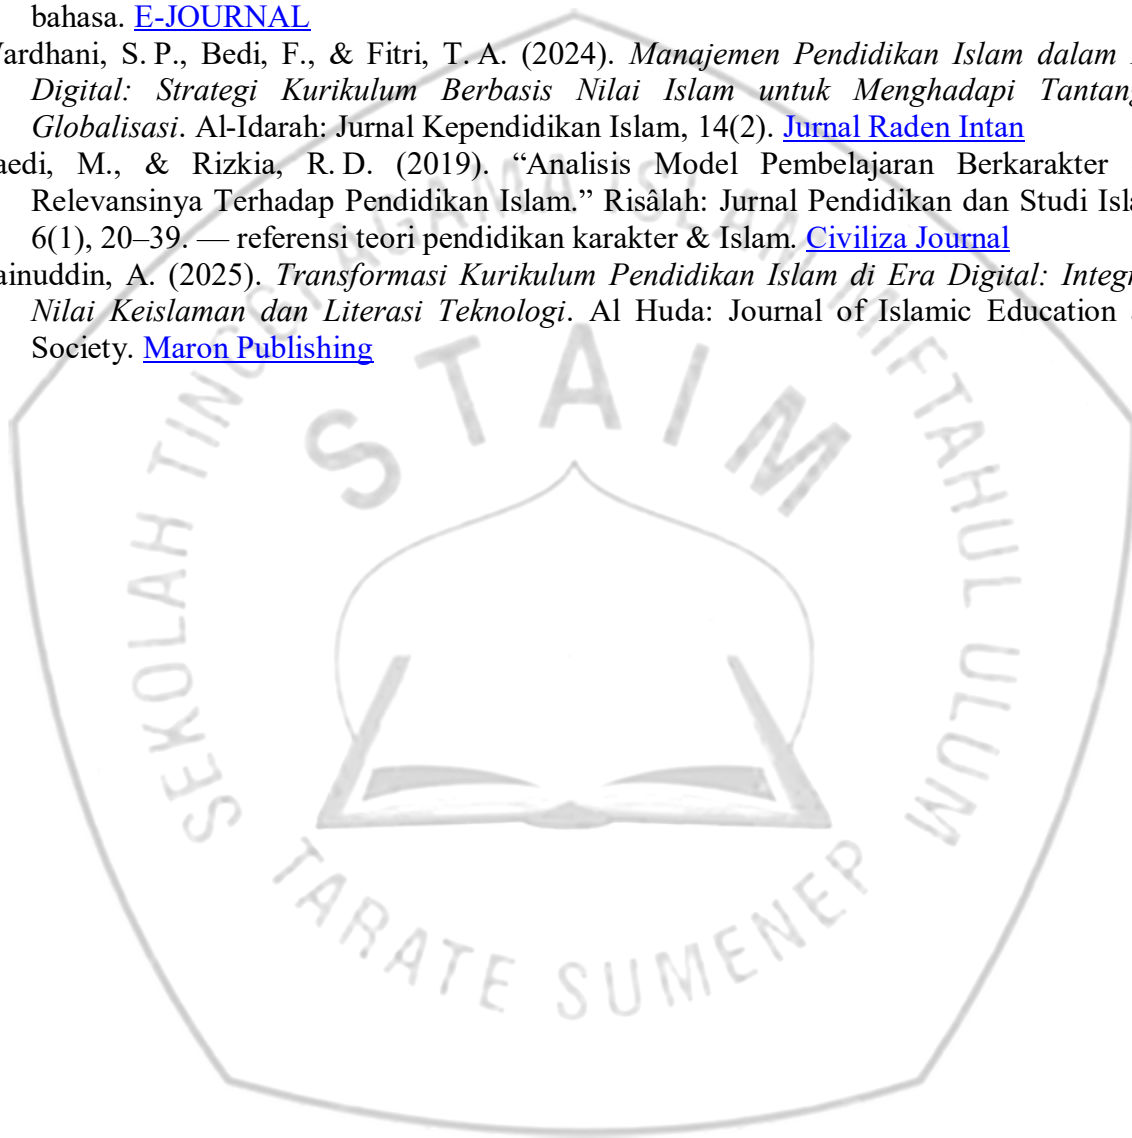 bahasa. E-JOURNAL
ardhani, S. P., Bedi, F., & Fitri, T. A. (2024). Manajemen Pendidikan Islam dalam
Digital: Strategi Kurikulum Berbasis Nilai Islam untuk Menghadapi Tantang
Globalisasi. Al-Idarah: Jurnal Kependidikan Islam, 14(2). Jurnal Raden Intan
aedi, M., & Rizkia, R. D. (2019). “Analisis Model Pembelajaran Berkarakter
Relevansinya Terhadap Pendidikan Islam.” Risâlah: Jurnal Pendidikan dan Studi Isla
6(1), 20–39. — referensi teori pendidikan karakter & Islam. Civiliza Journal
ainuddin, A. (2025). Transformasi Kurikulum Pendidikan Islam di Era Digital: Integr
Nilai Keislaman dan Literasi Teknologi. Al Huda: Journal of Islamic Education
Society. Maron Publishing
SEKOLAH TINGGI AGAMA ISLAM MIFTAHUL ULUM
STAIM
TARATE SUMENEP